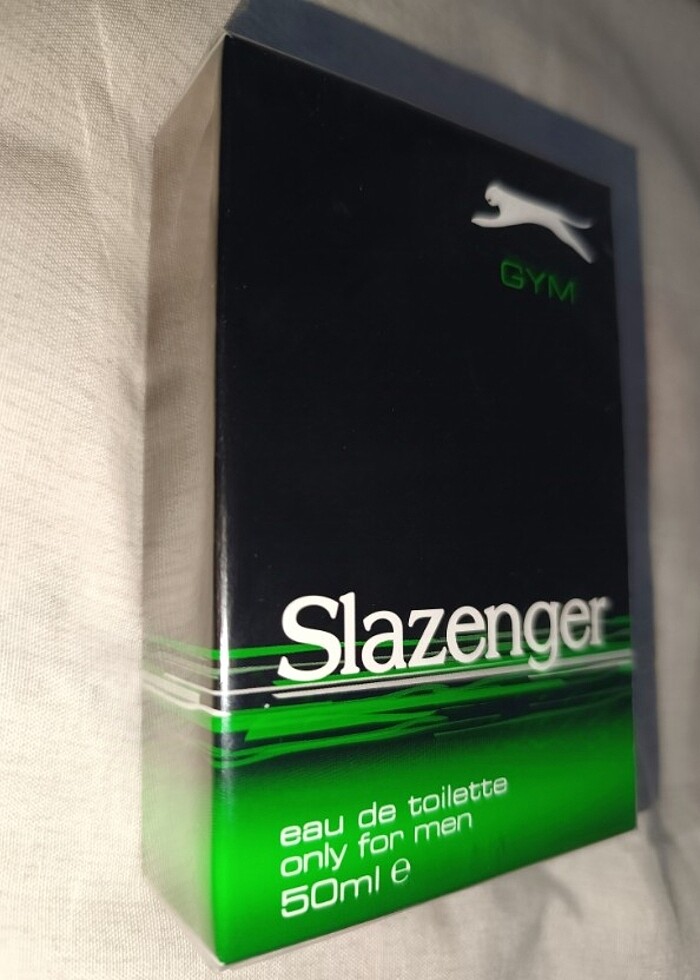 GYM
Slazenger
eau de toilette
only for men
50ml ℮